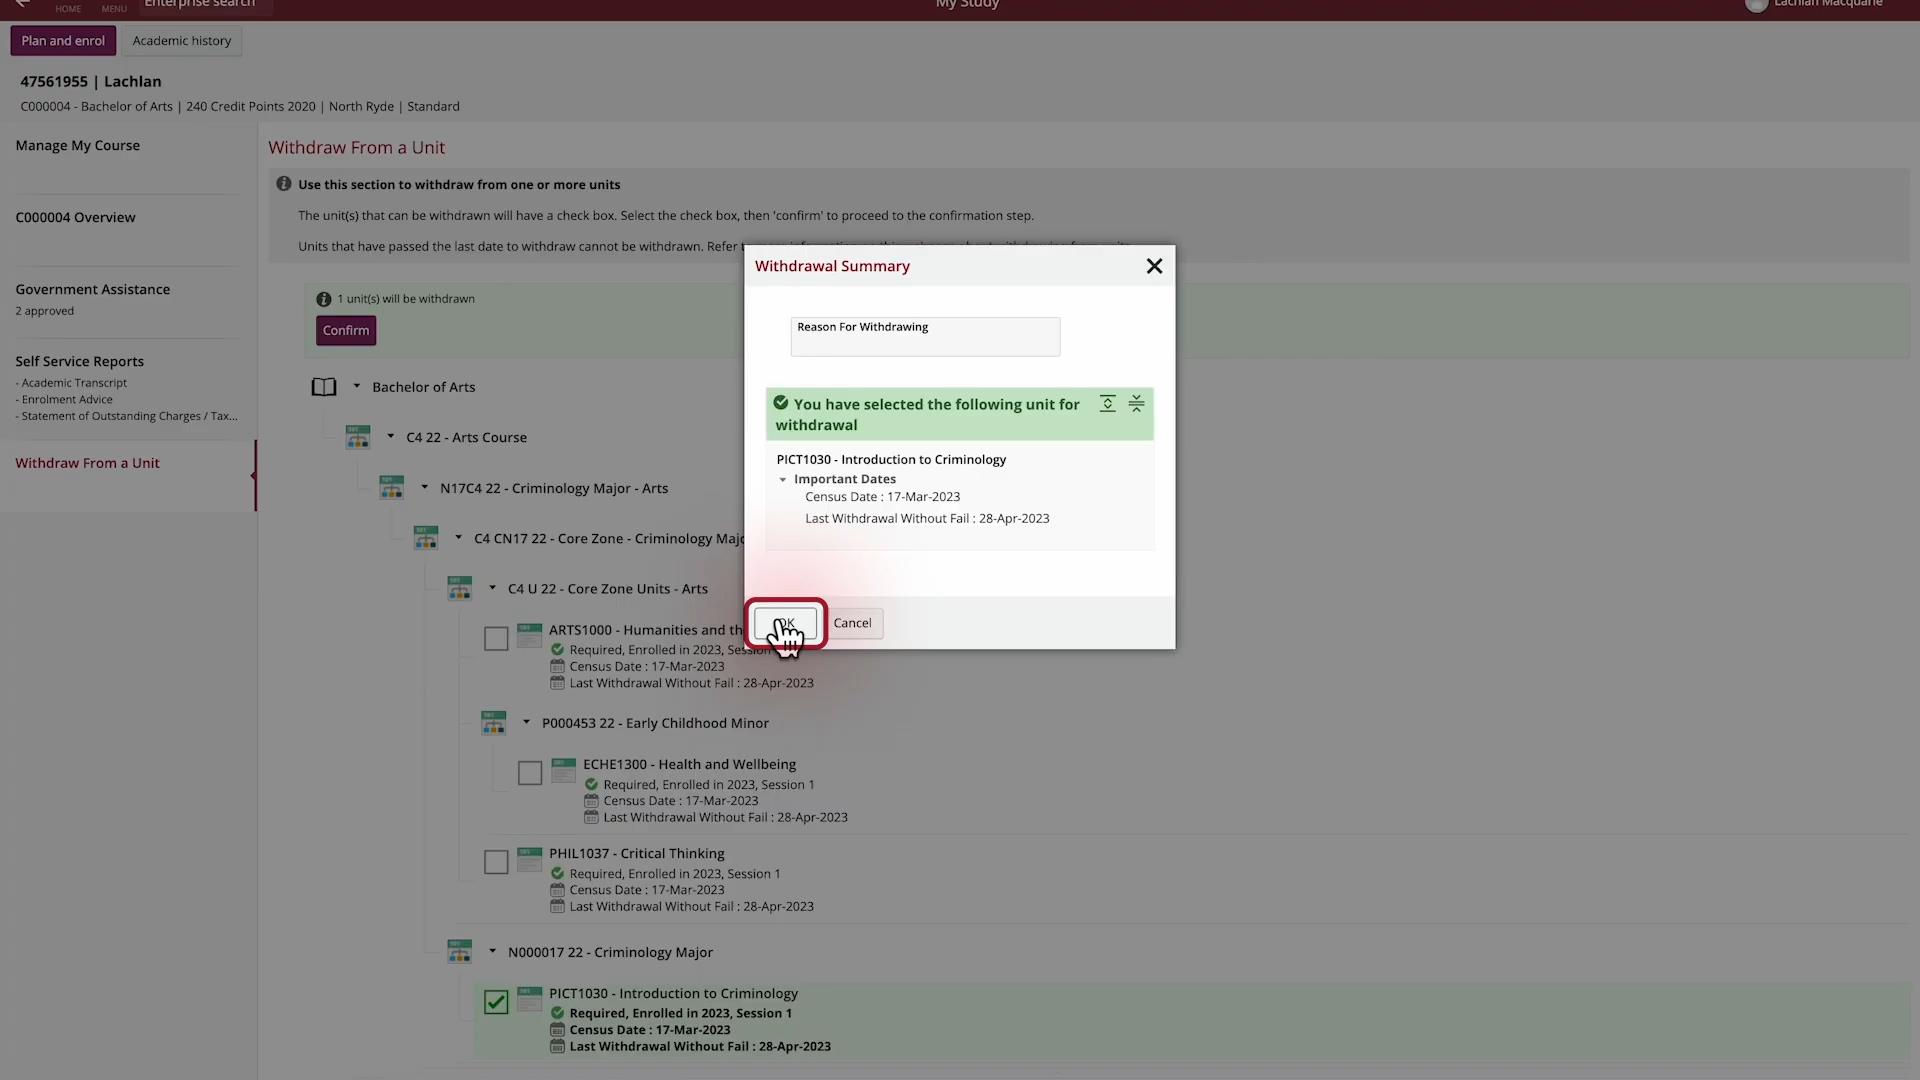 HOME
MENU
Enterprise search
My Study
Lachlan Macquarie
Plan and enrol
Academic history
47561955 | Lachlan
C000004 - Bachelor of Arts | 240 Credit Points 2020 | North Ryde | Standard
Manage My Course
C000004 Overview
Government Assistance
2 approved
Self Service Reports
- Academic Transcript
- Enrolment Advice
- Statement of Outstanding Charges / Tax...
Withdraw From a Unit
Withdraw From a Unit
Use this section to withdraw from one or more units
The unit(s) that can be withdrawn will have a check box. Select the check box, then 'confirm' to proceed to the confirmation step.
Units that have passed the last date to withdraw cannot be withdrawn. Refer
1 unit(s) will be withdrawn
Confirm
Bachelor of Arts
C4 22 - Arts Course
N17C4 22 - Criminology Major - Arts
C4 CN17 22 - Core Zone - Criminology Majo
C4 U 22 - Core Zone Units - Arts
ARTS1000 - Humanities and th
Required, Enrolled in 2023, Session
Census Date : 17-Mar-2023
Last Withdrawal Without Fail : 28-Apr-2023
P000453 22 - Early Childhood Minor
ECHE1300 - Health and Wellbeing
Required, Enrolled in 2023, Session 1
Census Date : 17-Mar-2023
Last Withdrawal Without Fail : 28-Apr-2023
PHIL1037 - Critical Thinking
Required, Enrolled in 2023, Session 1
Census Date : 17-Mar-2023
Last Withdrawal Without Fail : 28-Apr-2023
N000017 22 - Criminology Major
PICT1030 - Introduction to Criminology
Required, Enrolled in 2023, Session 1
Census Date : 17-Mar-2023
Last Withdrawal Without Fail : 28-Apr-2023
Withdrawal Summary
Reason For Withdrawing
You have selected the following unit for
withdrawal
PICT1030 - Introduction to Criminology
Important Dates
Census Date : 17-Mar-2023
Last Withdrawal Without Fail : 28-Apr-2023
OK
Cancel